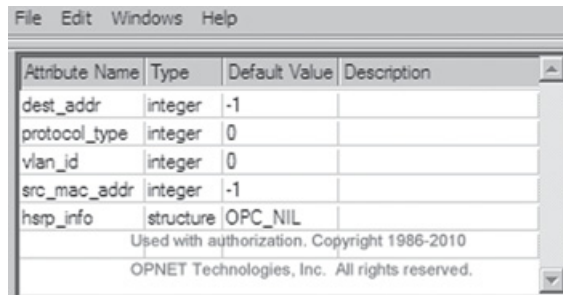 File Edit Windows Help
Attribute Name Type Default Value Description
dest_addr integer -1
protocol_type integer 0
vlan_id integer 0
src_mac_addr integer -1
hsrp_info structure OPC_NIL
Used with authorization. Copyright 1986-2010
OPNET Technologies, Inc. All rights reserved.